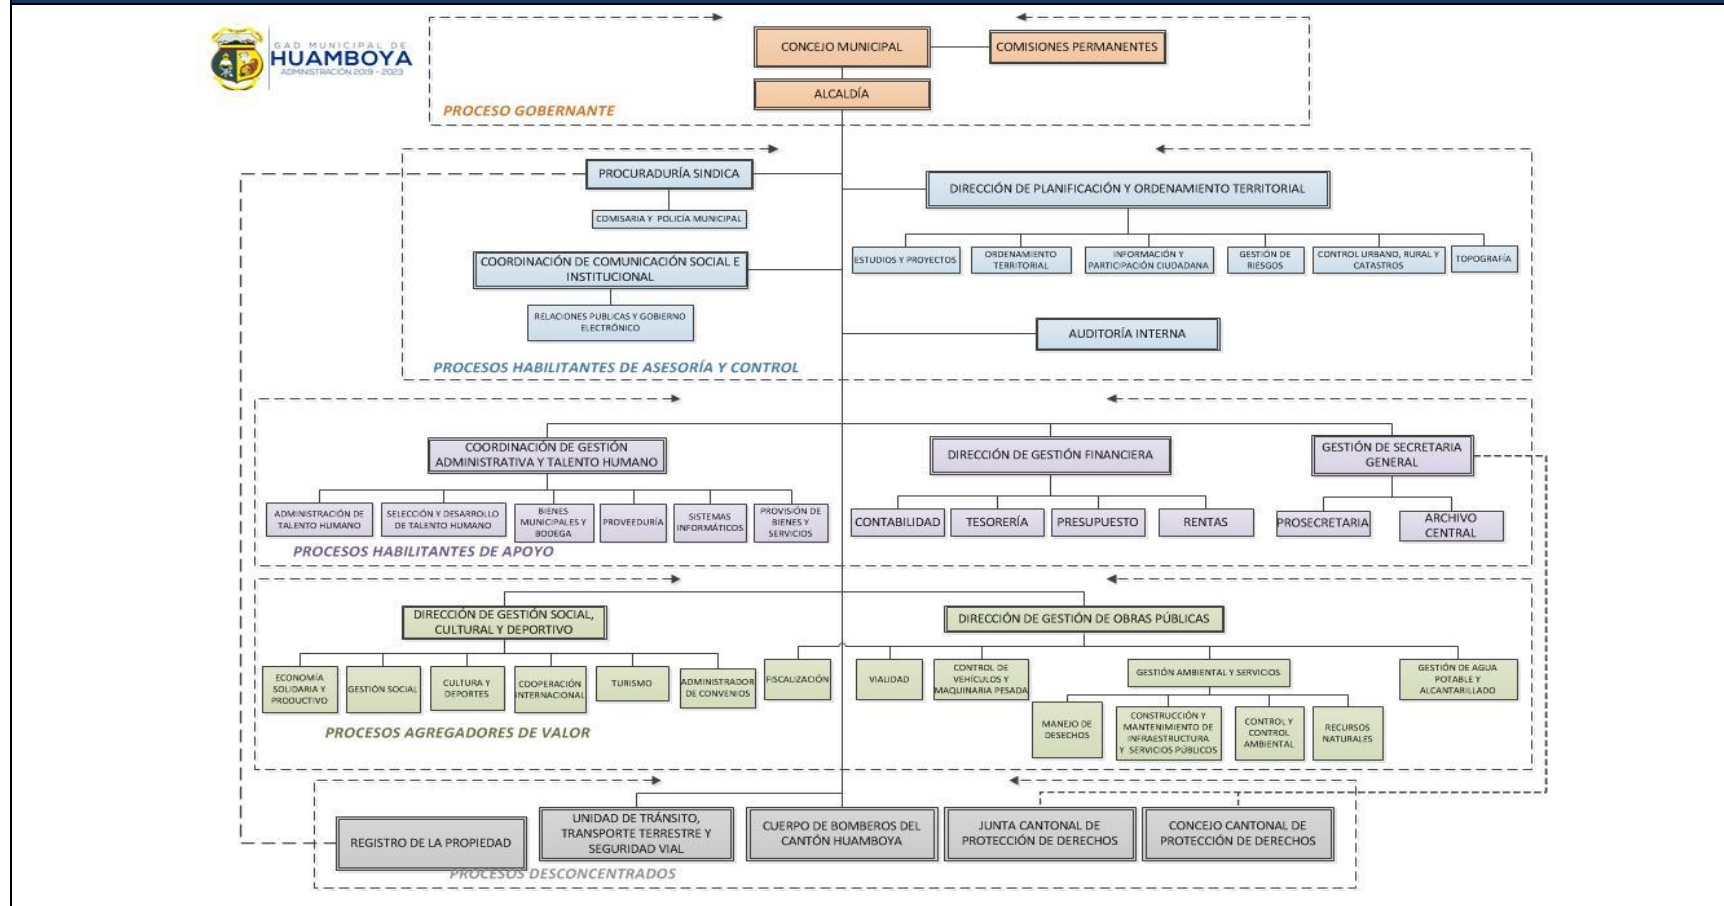 GAD MUNICIPAL DE
HUAMBOYA
ADMINISTRACIÓN 2019 - 2023
CONCEJO MUNICIPAL
COMISIONES PERMANENTES
ALCALDÍA
PROCESO GOBERNANTE
PROCURADURÍA SINDICA
DIRECCIÓN DE PLANIFICACIÓN Y ORDENAMIENTO TERRITORIAL
COMISARIA Y POLICÍA MUNICIPAL
ESTUDIOS Y PROYECTOS
ORDENAMIENTO
TERRITORIAL
INFORMACIÓN Y
PARTICIPACIÓN CIUDADANA
GESTIÓN DE
RIESGOS
CONTROL URBANO, RURAL Y
CATASTROS
TOPOGRAFÍA
COORDINACIÓN DE COMUNICACIÓN SOCIAL E
INSTITUCIONAL
RELACIONES PUBLICAS Y GOBIERNO
ELECTRÓNICO
AUDITORÍA INTERNA
PROCESOS HABILITANTES DE ASESORÍA Y CONTROL
COORDINACIÓN DE GESTIÓN
ADMINISTRATIVA Y TALENTO HUMANO
DIRECCIÓN DE GESTIÓN FINANCIERA
GESTIÓN DE SECRETARIA
GENERAL
ADMINISTRACIÓN DE
TALENTO HUMANO
SELECCIÓN Y DESARROLLO
DE TALENTO HUMANO
BIENES
MUNICIPALES Y
BODEGA
PROVEEDURÍA
SISTEMAS
INFORMÁTICOS
PROVISIÓN DE
BIENES Y
SERVICIOS
CONTABILIDAD
TESORERÍA
PRESUPUESTO
RENTAS
PROSECRETARIA
ARCHIVO
CENTRAL
PROCESOS HABILITANTES DE APOYO
DIRECCIÓN DE GESTIÓN SOCIAL,
CULTURAL Y DEPORTIVO
DIRECCIÓN DE GESTIÓN DE OBRAS PÚBLICAS
ECONOMÍA
SOLIDARIA Y
PRODUCTIVO
GESTIÓN SOCIAL
CULTURA Y
DEPORTES
COOPERACIÓN
INTERNACIONAL
TURISMO
ADMINISTRADOR
DE CONVENIOS
FISCALIZACIÓN
VIALIDAD
CONTROL DE
VEHÍCULOS Y
MAQUINARIA PESADA
GESTIÓN AMBIENTAL Y SERVICIOS
GESTIÓN DE AGUA
POTABLE Y
ALCANTARILLADO
MANEJO DE
DESECHOS
CONSTRUCCIÓN Y
MANTENIMIENTO DE
INFRAESTRUCTURA
Y SERVICIOS PÚBLICOS
CONTROL Y
CONTROL
AMBIENTAL
RECURSOS
NATURALES
PROCESOS AGREGADORES DE VALOR
REGISTRO DE LA PROPIEDAD
UNIDAD DE TRÁNSITO,
TRANSPORTE TERRESTRE Y
SEGURIDAD VIAL
CUERPO DE BOMBEROS DEL
CANTÓN HUAMBOYA
JUNTA CANTONAL DE
PROTECCIÓN DE DERECHOS
CONCEJO CANTONAL DE
PROTECCIÓN DE DERECHOS
PROCESOS DESCONCENTRADOS